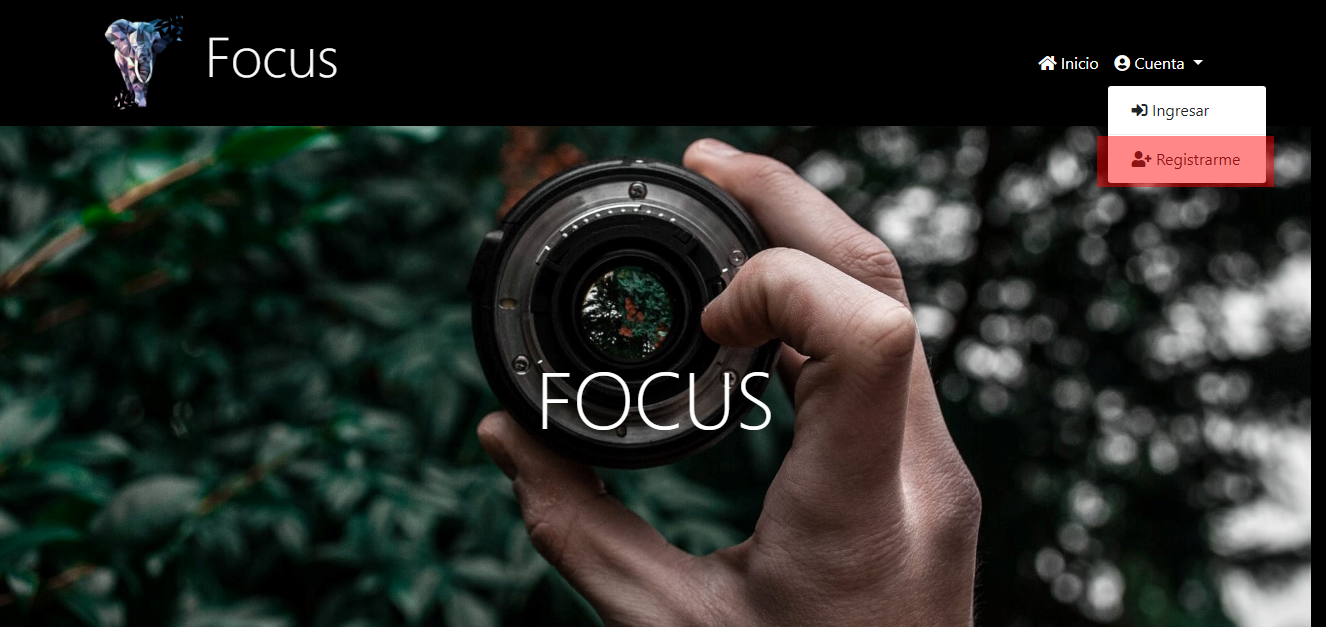 Focus
Inicio Cuenta
Ingresar
Registrarme
FOCUS